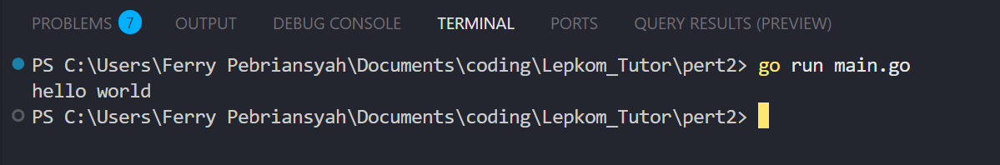 PROBLEMS 7 OUTPUT DEBUG CONSOLE TERMINAL PORTS QUERY RESULTS (PREVIEW)
PS C:\Users\Ferry Pebriansyah\Documents\coding\Lepkom_Tutor\pert2> go run main.go
hello world
PS C:\Users\Ferry Pebriansyah\Documents\coding\Lepkom_Tutor\pert2>